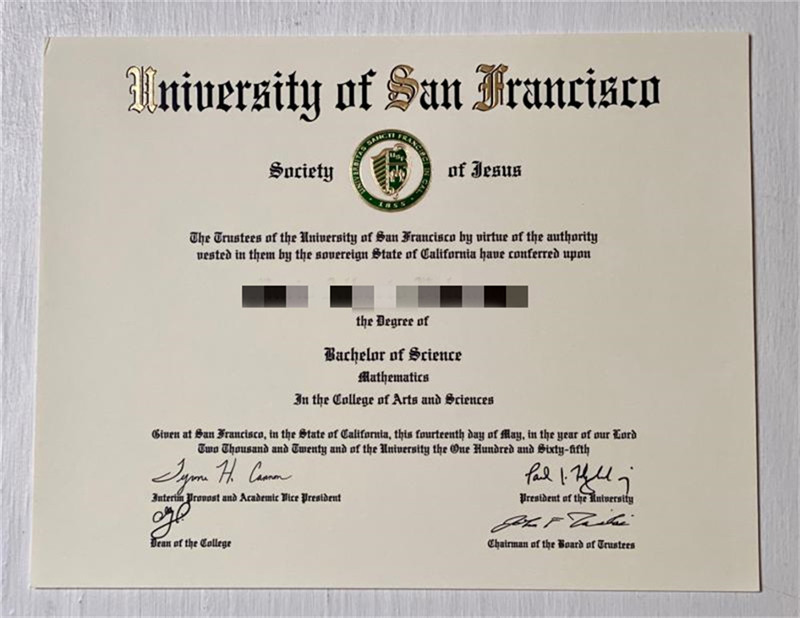 University of San Francisco
Society of Jesus
UNIVERSITAS SANCTI FRANCISCI IN CAL.
1855
The Trustees of the University of San Francisco by virtue of the authority
vested in them by the sovereign State of California have conferred upon
the Degree of
Bachelor of Science
Mathematics
In the College of Arts and Sciences
Given at San Francisco, in the State of California, this fourteenth day of May, in the year of our Lord
Two Thousand and Twenty and of the University the One Hundred and Sixty-fifth
Interim Provost and Academic Vice President
President of the University
Dean of the College
Chairman of the Board of Trustees